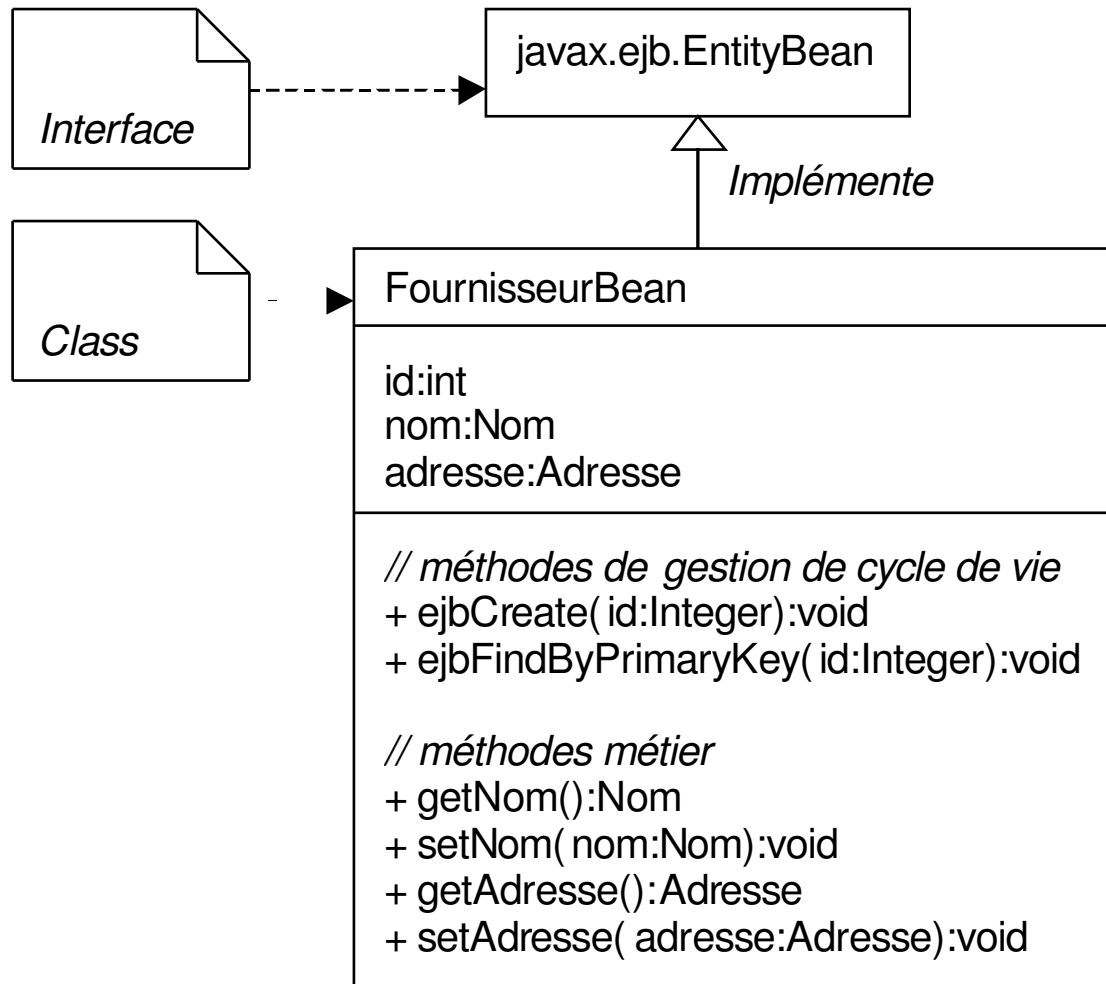 javax.ejb.EntityBean
Interface
Implémente
FournisseurBean
Class
id:int
nom:Nom
adresse:Adresse
// méthodes de gestion de cycle de vie
+ ejbCreate( id:Integer):void
+ ejbFindByPrimaryKey( id:Integer):void
// méthodes métier
+ getNom():Nom
+ setNom( nom:Nom):void
+ getAdresse():Adresse
+ setAdresse( adresse:Adresse):void